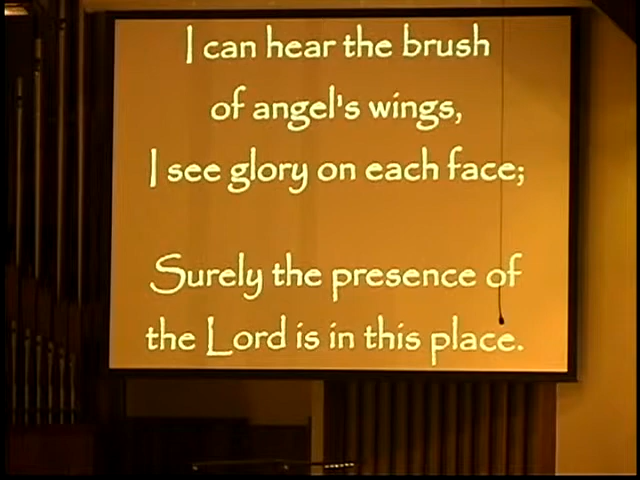 I can hear the brush
of angel's wings,
I see glory on each face;
Surely the presence of
the Lord is in this place.